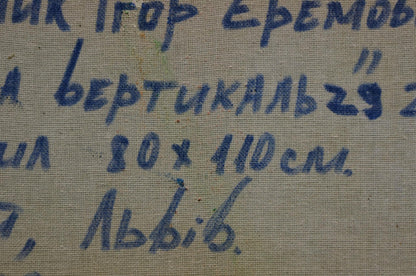 ник Ігор Єремов
А Вертикаль" 29
ил 80 x 110 см.
Львів.